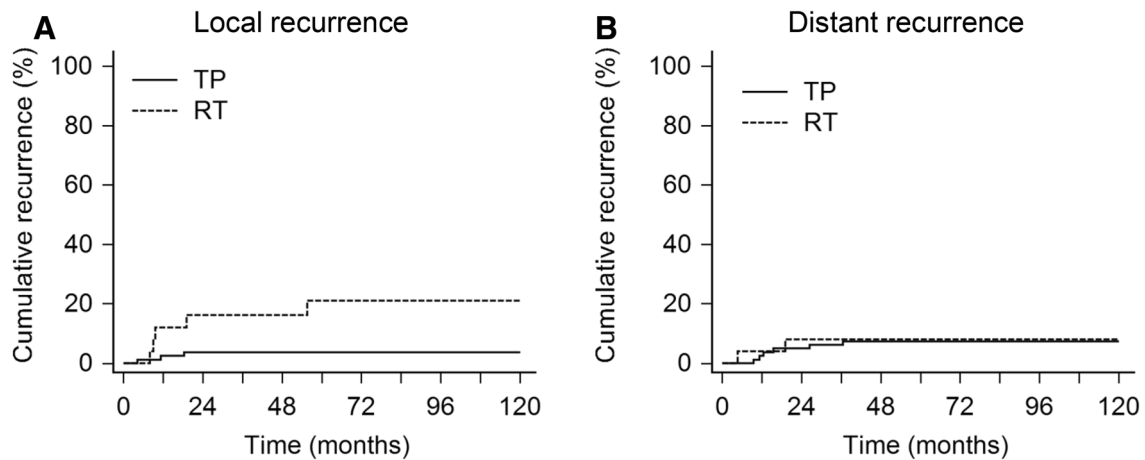 A
Local recurrence
Cumulative recurrence (%)
100
80
60
40
20
0
TP
RT
0 24 48 72 96 120
Time (months)
B
Distant recurrence
Cumulative recurrence (%)
100
80
60
40
20
0
TP
RT
0 24 48 72 96 120
Time (months)